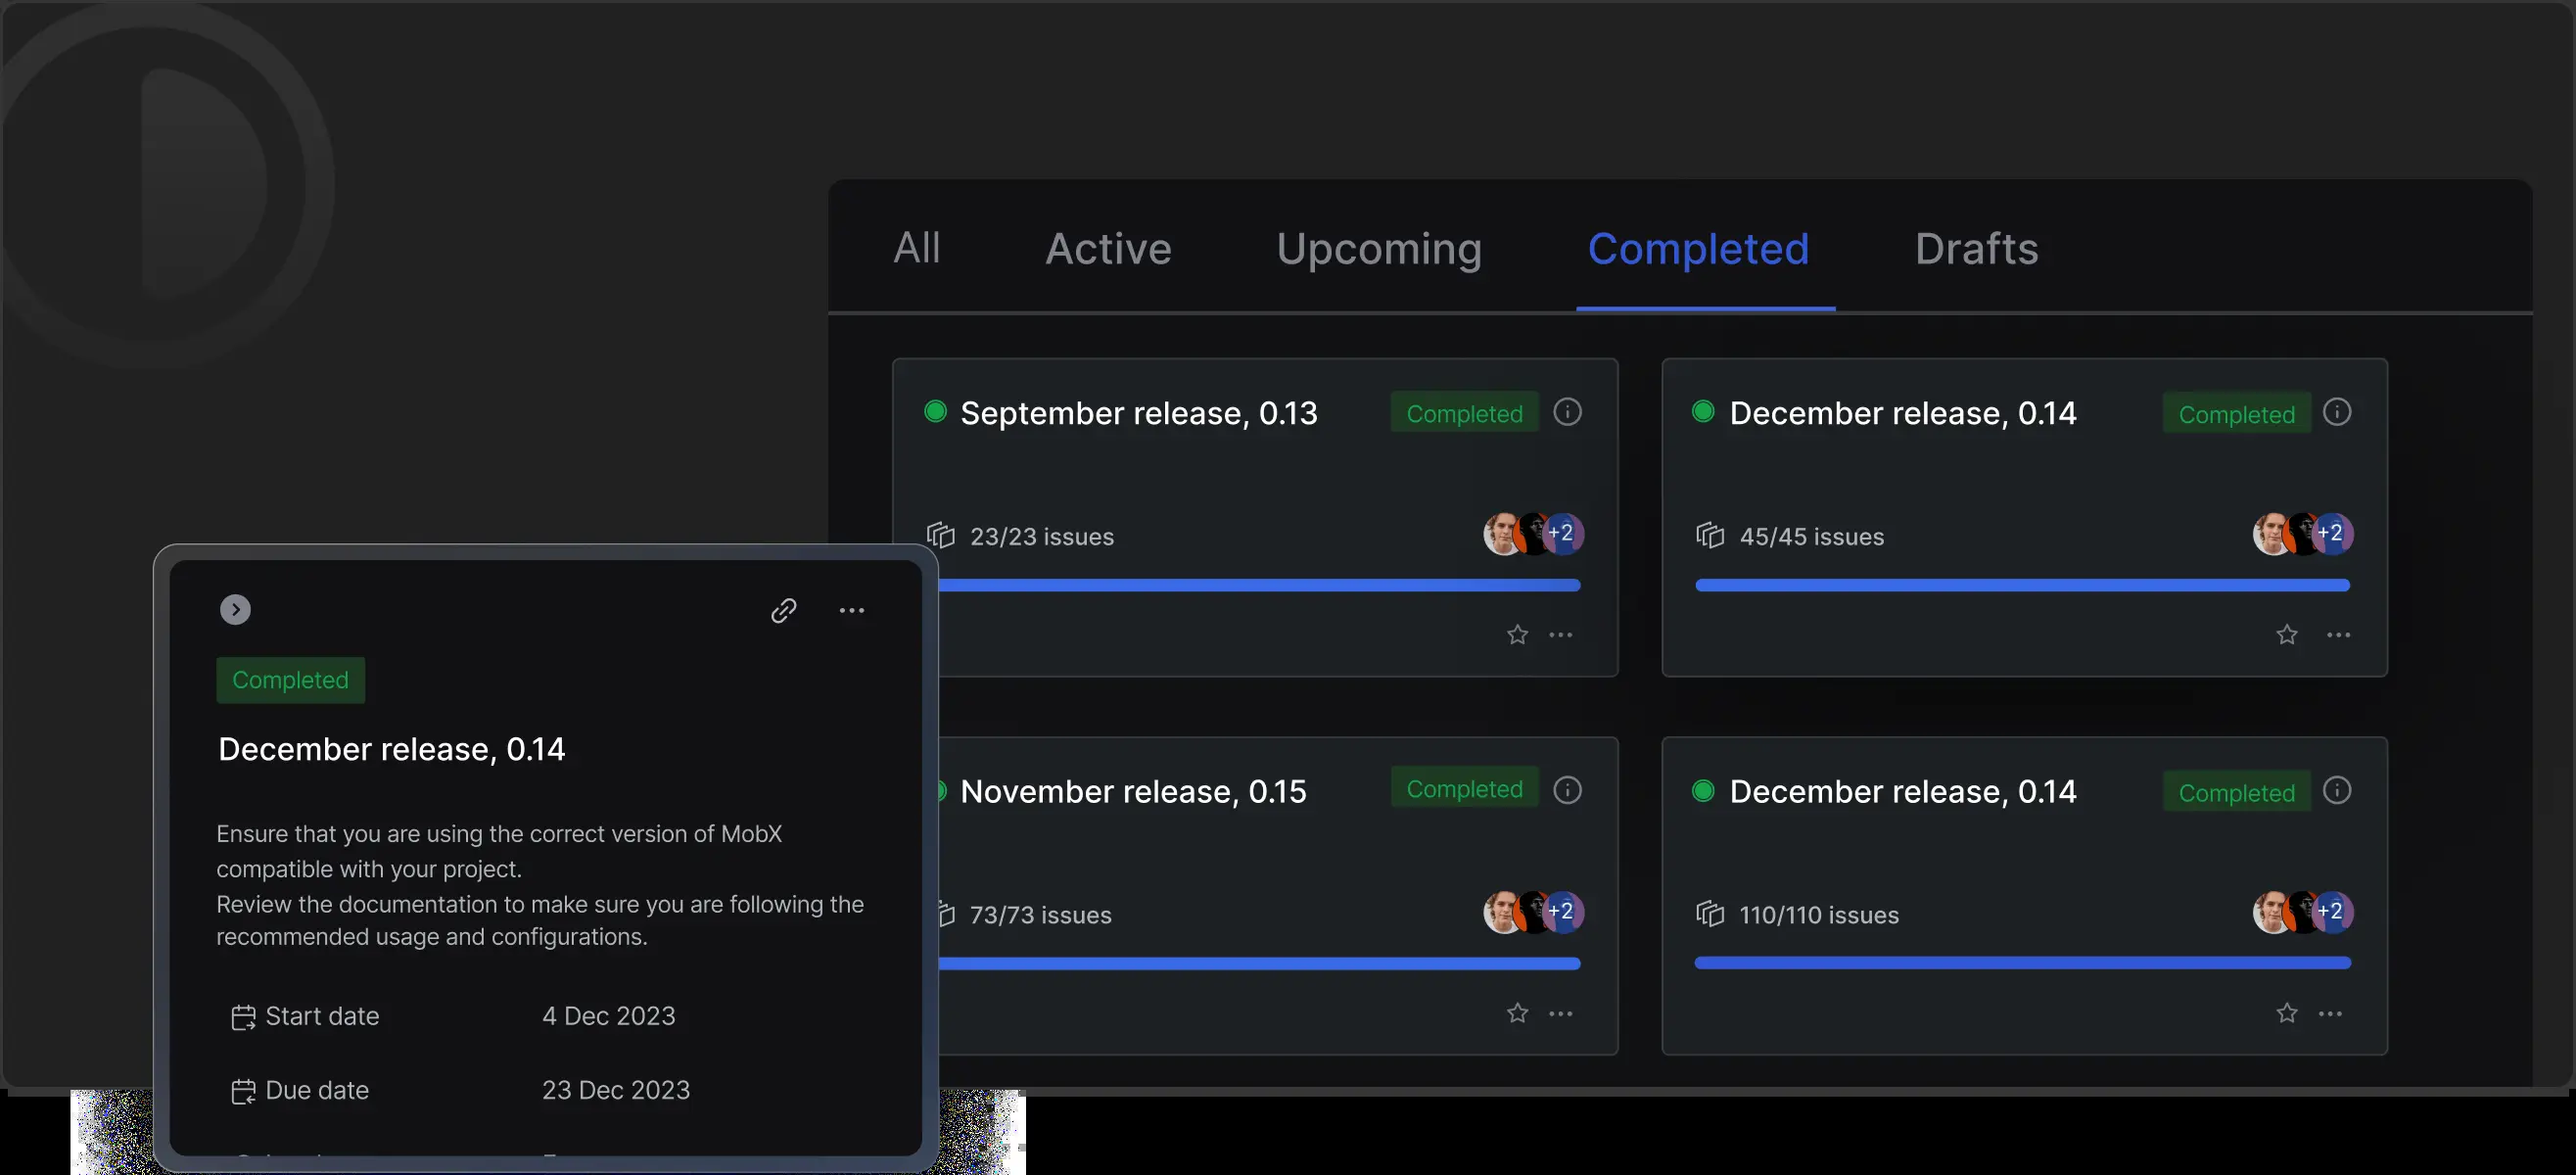 All
Active
Upcoming
Completed
Drafts
September release, 0.13
Completed
23/23 issues
+2
December release, 0.14
Completed
45/45 issues
+2
November release, 0.15
Completed
73/73 issues
+2
December release, 0.14
Completed
110/110 issues
+2
Completed
December release, 0.14
Ensure that you are using the correct version of MobX
compatible with your project.
Review the documentation to make sure you are following the
recommended usage and configurations.
Start date
4 Dec 2023
Due date
23 Dec 2023